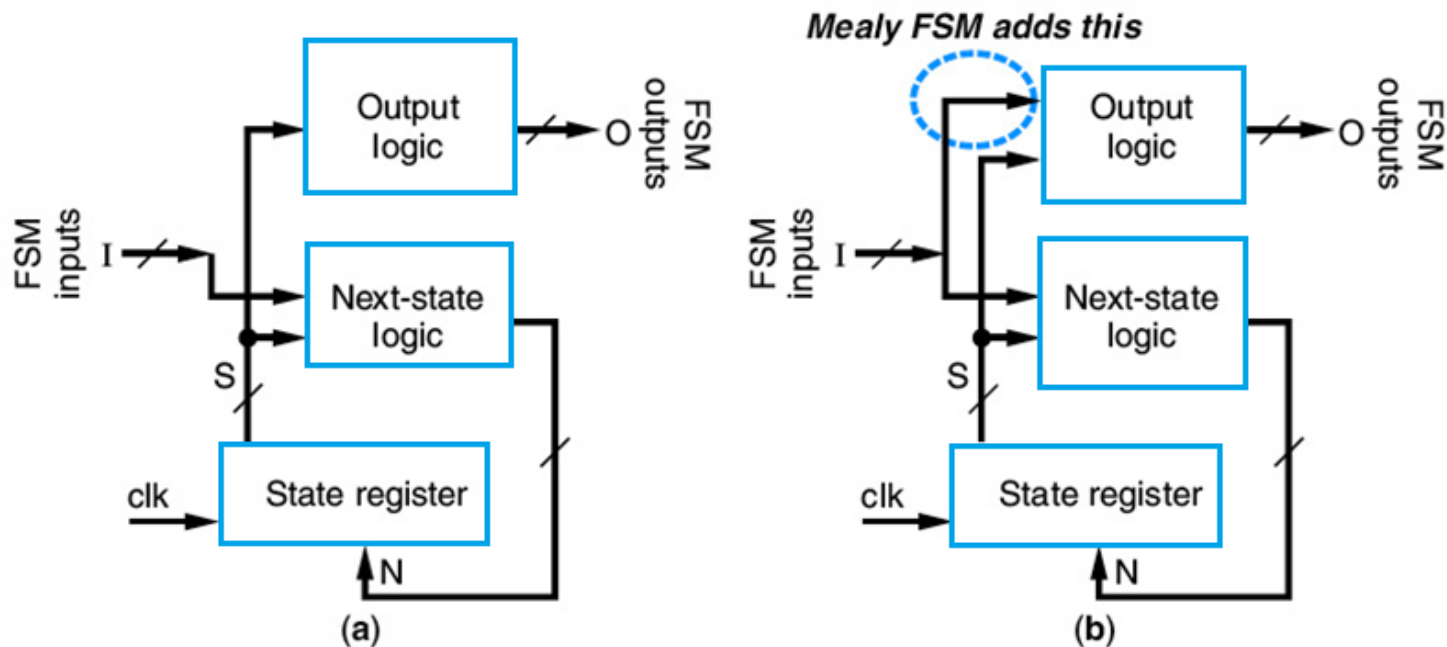 Output
logic
O
FSM
outputs
FSM
inputs
I
Next-state
logic
S
clk
State register
N
(a)
Mealy FSM adds this
Output
logic
O
FSM
outputs
FSM
inputs
I
Next-state
logic
S
clk
State register
N
(b)